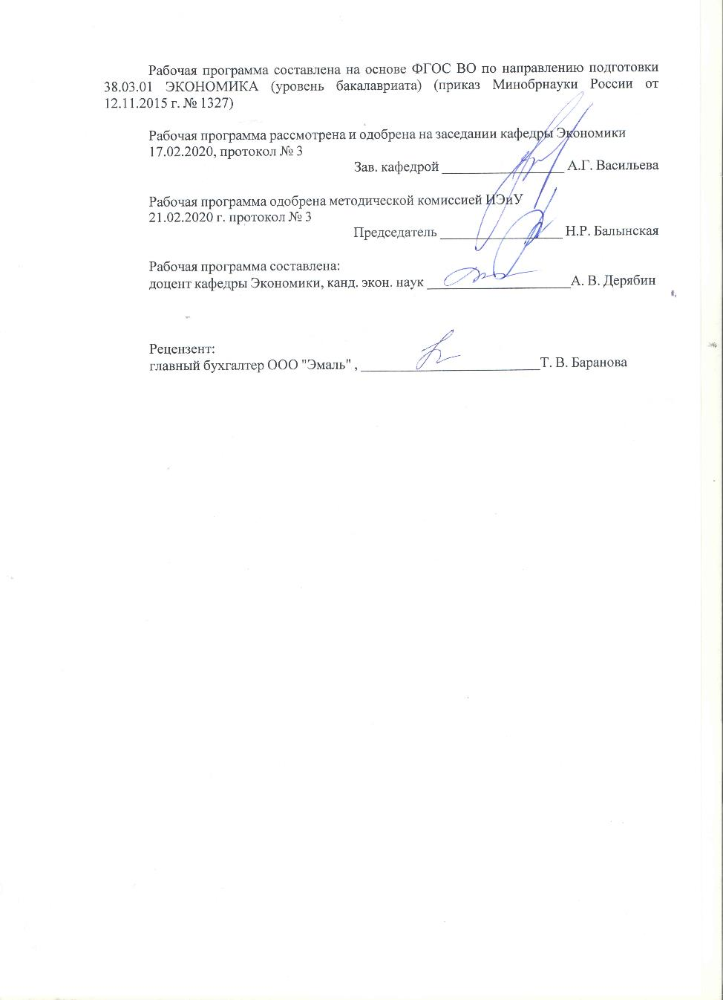 Рабочая программа составлена на основе ФГОС ВО по направлению подготовки
38.03.01 ЭКОНОМИКА (уровень бакалавриата) (приказ Минобрнауки России от
12.11.2015 г. № 1327)
Рабочая программа рассмотрена и одобрена на заседании кафедры Экономики
17.02.2020, протокол № 3
Зав. кафедрой _________________ А.Г. Васильева
Рабочая программа одобрена методической комиссией ИЭиУ
21.02.2020 г. протокол № 3
Председатель _________________ Н.Р. Балынская
Рабочая программа составлена:
доцент кафедры Экономики, канд. экон. наук ____________________А. В. Дерябин
Рецензент:
главный бухгалтер ООО "Эмаль" , _________________________Т. В. Баранова